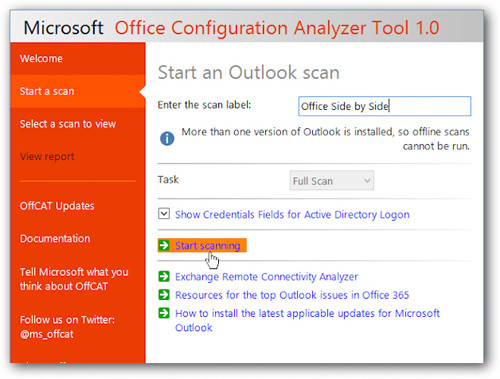 Microsoft Office Configuration Analyzer Tool 1.0
Welcome
Start a scan
Select a scan to view
View report
OffCAT Updates
Documentation
Tell Microsoft what you
think about OffCAT
Follow us on Twitter:
@ms_offcat
Start an Outlook scan
Enter the scan label:
Office Side by Side
More than one version of Outlook is installed, so offline scans
cannot be run.
Task
Full Scan
Show Credentials Fields for Active Directory Logon
Start scanning
Exchange Remote Connectivity Analyzer
Resources for the top Outlook issues in Office 365
How to install the latest applicable updates for Microsoft
Outlook